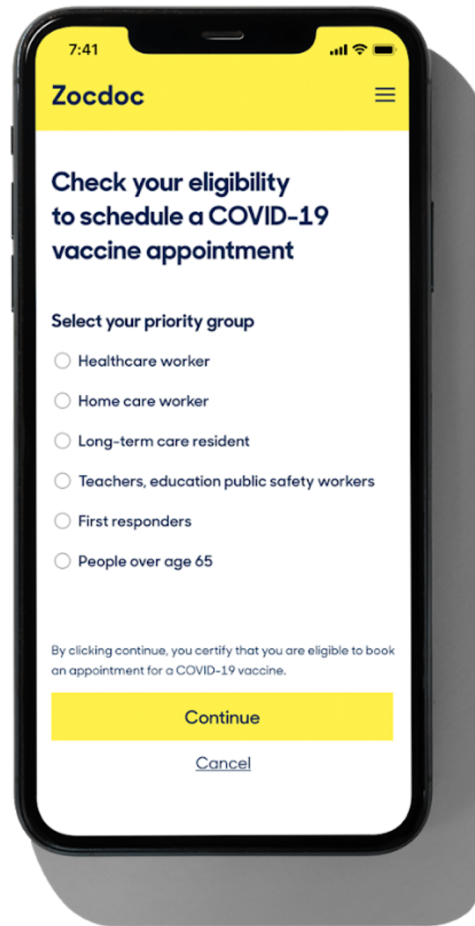 7:41
Zocdoc
Check your eligibility
to schedule a COVID-19
vaccine appointment
Select your priority group
Healthcare worker
Home care worker
Long-term care resident
Teachers, education public safety workers
First responders
People over age 65
By clicking continue, you certify that you are eligible to book
an appointment for a COVID-19 vaccine.
Continue
Cancel